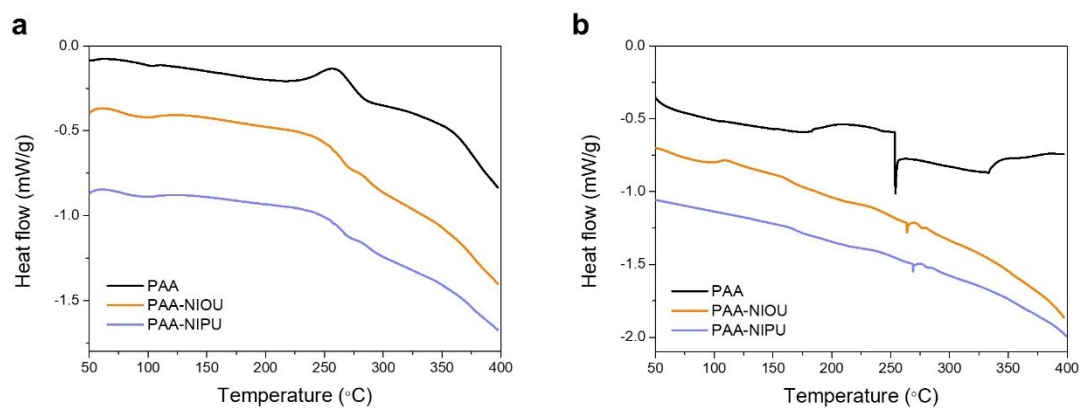 a
0.0
-0.5
-1.0
-1.5
Heat flow (mW/g)
PAA
PAA-NIOU
PAA-NIPU
50 100 150 200 250 300 350 400
Temperature (◦C)
b
0.0
-0.5
-1.0
-1.5
-2.0
Heat flow (mW/g)
PAA
PAA-NIOU
PAA-NIPU
50 100 150 200 250 300 350 400
Temperature (◦C)